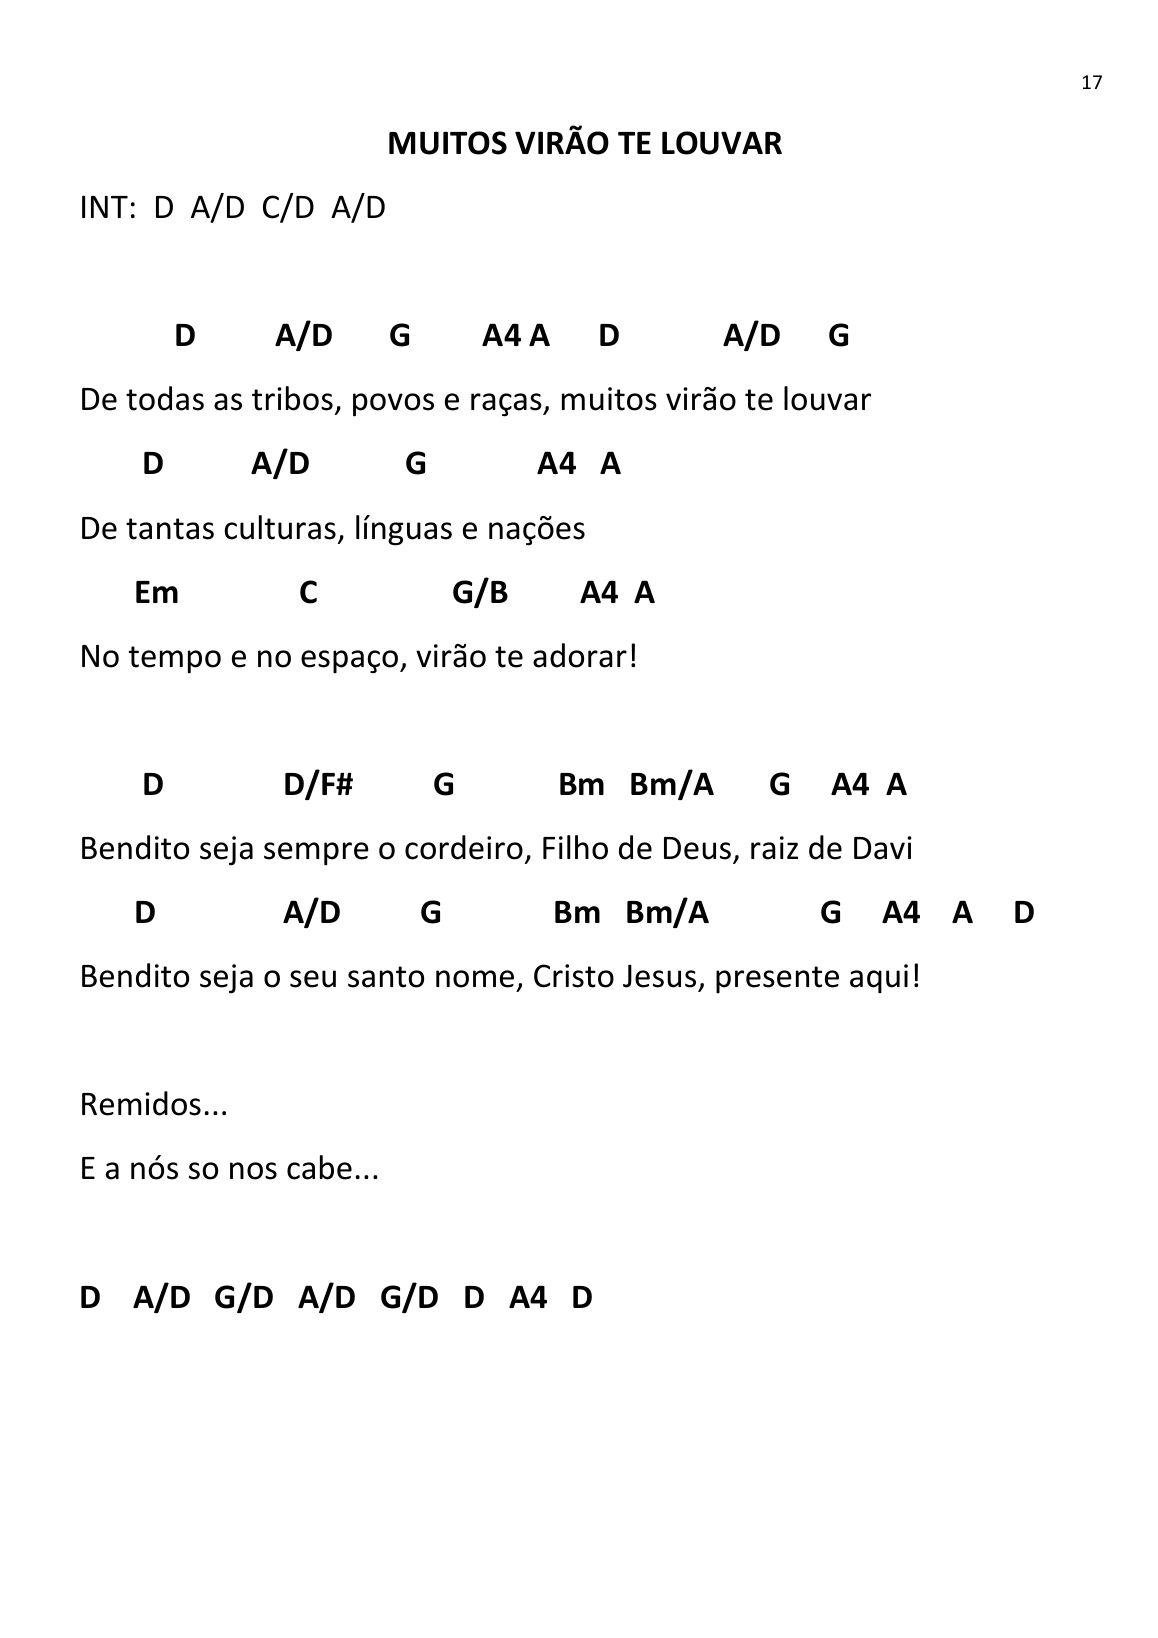 17
MUITOS VIRÃO TE LOUVAR
INT: D A/D C/D A/D
D A/D G A4 A D A/D G
De todas as tribos, povos e raças, muitos virão te louvar
D A/D G A4 A
De tantas culturas, línguas e nações
Em C G/B A4 A
No tempo e no espaço, virão te adorar!
D D/F# G Bm Bm/A G A4 A
Bendito seja sempre o cordeiro, Filho de Deus, raiz de Davi
D A/D G Bm Bm/A G A4 A D
Bendito seja o seu santo nome, Cristo Jesus, presente aqui!
Remidos...
E a nós so nos cabe...
D A/D G/D A/D G/D D A4 D